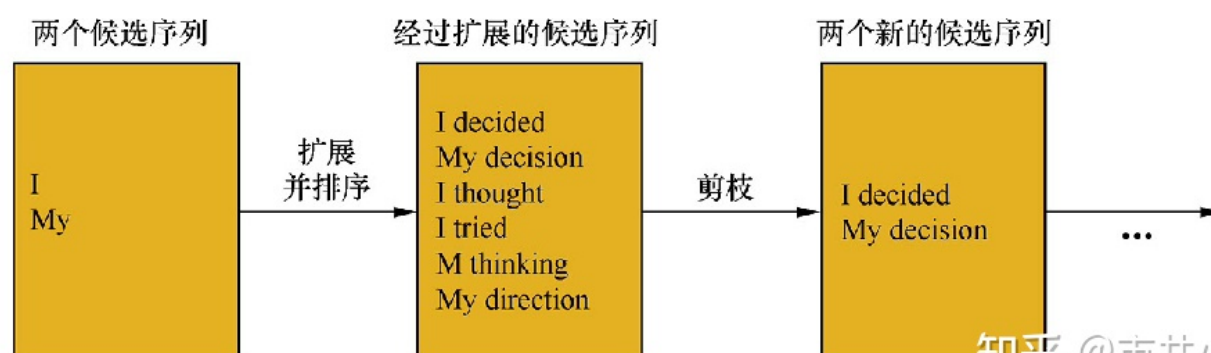 两个候选序列
经过扩展的候选序列
两个新的候选序列
I
My
扩展
并排序
I decided
My decision
I thought
I tried
M thinking
My direction
剪枝
I decided
My decision
...
知乎